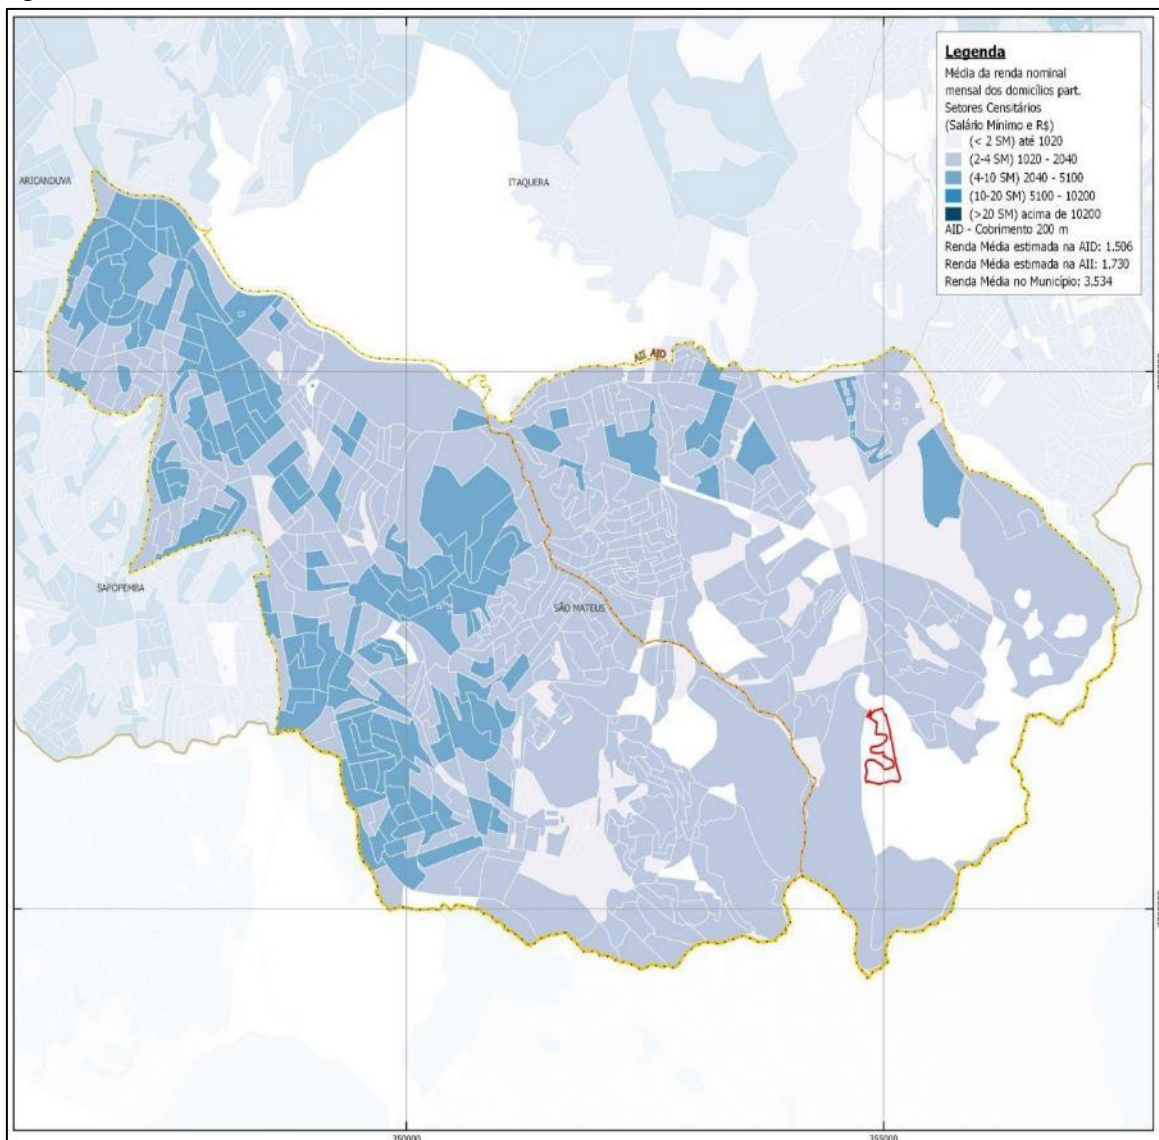 Legenda
Média da renda nominal
mensal dos domicílios part.
Setores Censitários
(Salário Mínimo e R$)
(< 2 SM) até 1020
(2-4 SM) 1020 - 2040
(4-10 SM) 2040 - 5100
(10-20 SM) 5100 - 10200
(>20 SM) acima de 10200
AID - Cobrimento 200 m
Renda Média estimada na AID: 1.506
Renda Média estimada na AII: 1.730
Renda Média no Município: 3.534
ARICANDUVA
ITAQUERA
AII AID
SAPOPEMBA
SÃO MATEUS
350000
355000